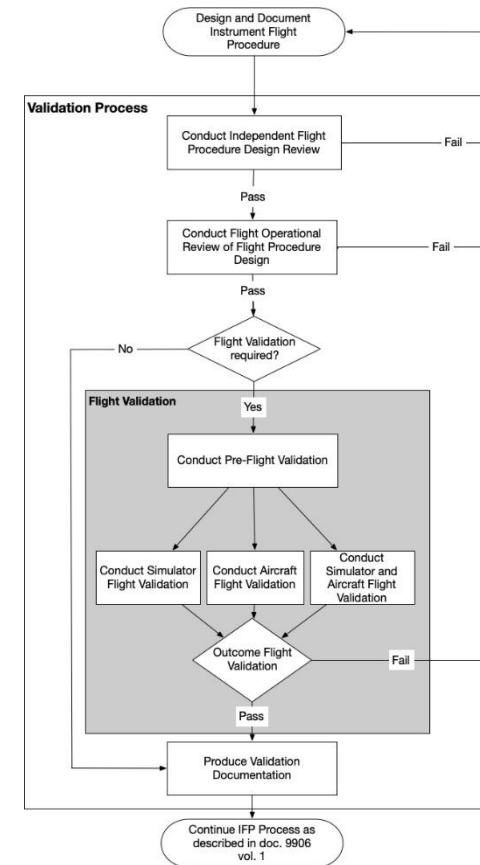 Design and Document
Instrument Flight
Procedure
Validation Process
Conduct Independent Flight
Procedure Design Review
Fail
Pass
Conduct Flight Operational
Review of Flight Procedure
Design
Fail
Pass
Flight Validation
required?
No
Flight Validation
Yes
Conduct Pre-Flight Validation
Conduct Simulator
Flight Validation
Conduct Aircraft
Flight Validation
Conduct
Simulator and
Aircraft Flight
Validation
Outcome Flight
Validation
Fail
Pass
Produce Validation
Documentation
Continue IFP Process as
described in doc. 9906
vol. 1